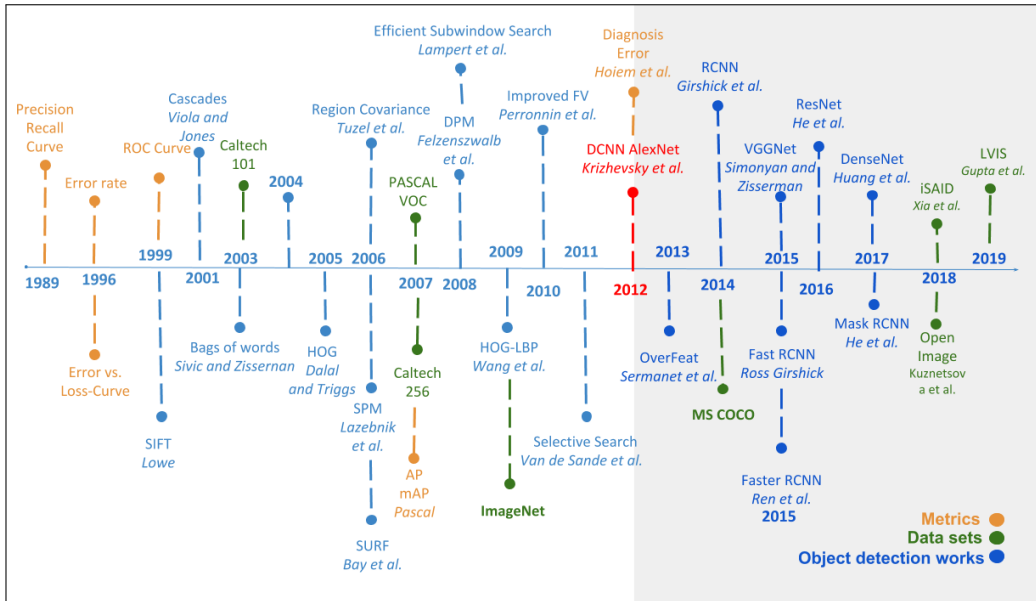 Efficient Subwindow Search
Lampert et al.
Diagnosis
Error
Hoiem et al.
RCNN
Girshick et al.
Precision
Recall
Curve
Cascades
Viola and
Jones
Region Covariance
Tuzel et al.
DPM
Felzenszwalb
et al.
Improved FV
Perronnin et al.
ResNet
He et al.
ROC Curve
Caltech
101
DCNN AlexNet
Krizhevsky et al.
VGGNet
Simonyan and
Zisserman
DenseNet
Huang et al.
LVIS
Gupta et al.
Error rate
2004
PASCAL
VOC
iSAID
Xia et al.
1989
1996
1999
2001
2003
2005
2006
2007
2008
2009
2010
2011
2012
2013
2014
2015
2016
2017
2018
2019
Error vs.
Loss-Curve
Bags of words
Sivic and Zissernan
HOG
Dalal
and Triggs
Caltech
256
HOG-LBP
Wang et al.
OverFeat
Sermanet et al.
Fast RCNN
Ross Girshick
Mask RCNN
He et al.
Open
Image
Kuznetsov
a et al.
SIFT
Lowe
SPM
Lazebnik
et al.
AP
mAP
Pascal
ImageNet
Selective Search
Van de Sande et al.
MS COCO
Faster RCNN
Ren et al.
2015
SURF
Bay et al.
Metrics
Data sets
Object detection works